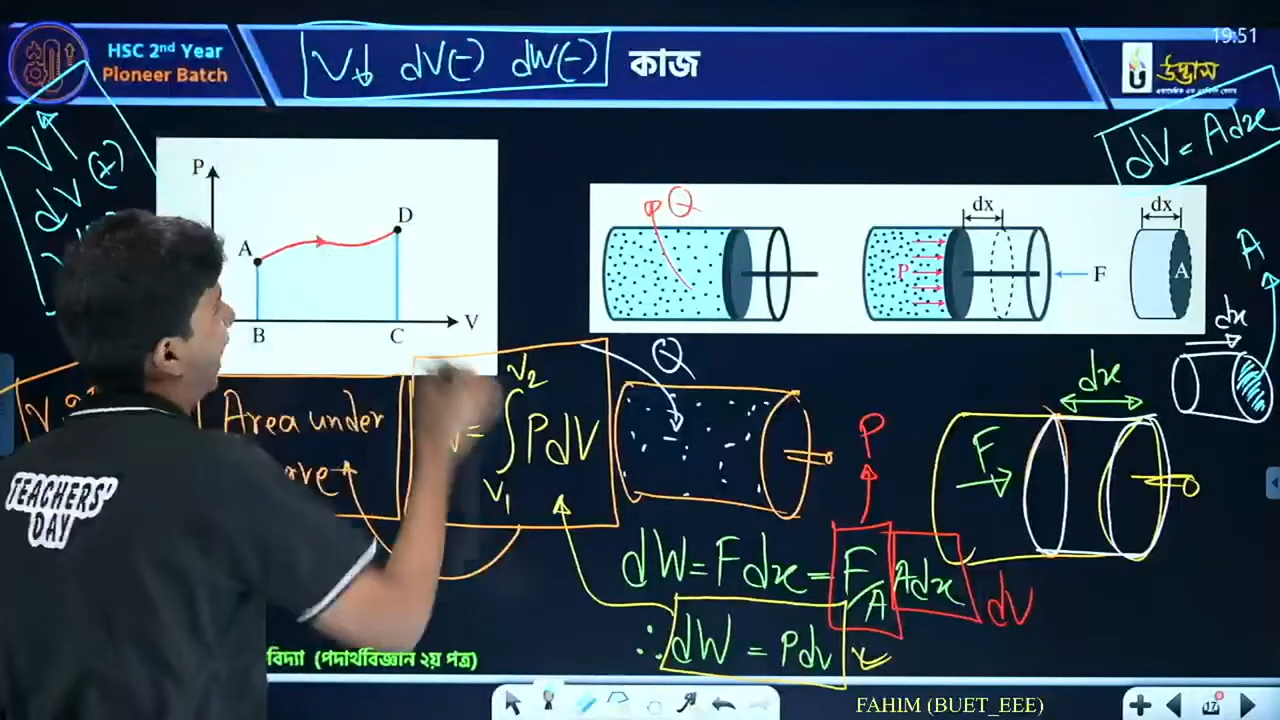 HSC 2nd Year
Pioneer Batch
V↓ dV(-) dW(-)
কাজ
19:51
উদ্ভাস
dV = Adx
V↑
dV (+)
P
A
D
B
C
V
Q
dx
dx
P
F
A
A
dx
Area under
V₂
= ∫ PdV
V₁
Q
P
dx
F
dW = Fdx = F/A Adx
dV
∴ dW = Pdv
TEACHERS'
DAY
বিদ্যা (পদার্থবিজ্ঞান ২য় পত্র)
FAHIM (BUET_EEE)
17